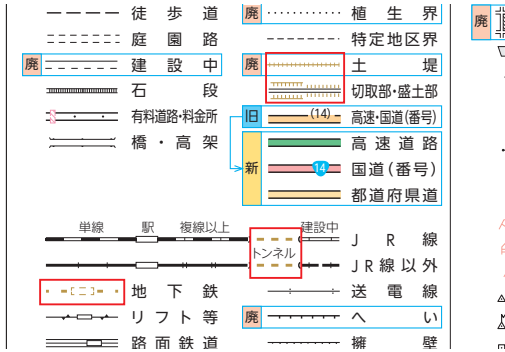 徒歩道
廃 植生界
庭園路
特定地区界
廃 建設中
廃 土堤
石段
切取部・盛土部
有料道路・料金所
旧 (14) 高速・国道(番号)
橋・高架
高速道路
新 14 国道(番号)
都道府県道
単線 駅 複線以上 建設中
JR線
トンネル
JR線以外
地下鉄
送電線
リフト等
廃 へい
路面鉄道
擁壁
廃